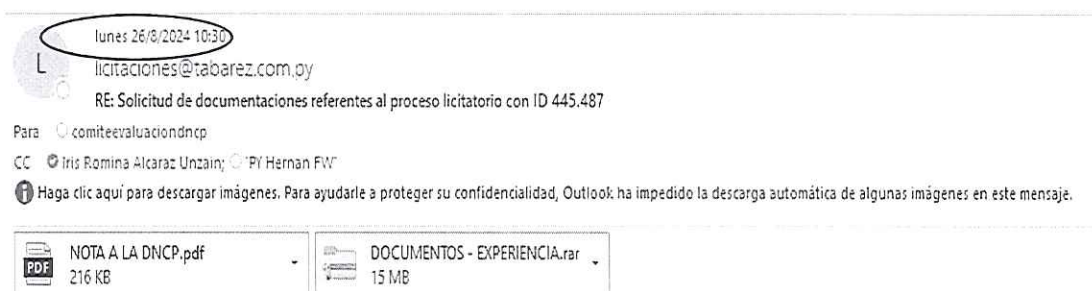 lunes 26/8/2024 10:30
L
licitaciones@tabarez.com.py
RE: Solicitud de documentaciones referentes al proceso licitatorio con ID 445.487
Para comiteevaluaciondncp
CC Iris Romina Alcaraz Unzain; "PY Hernan FW"
Haga clic aquí para descargar imágenes. Para ayudarle a proteger su confidencialidad, Outlook ha impedido la descarga automática de algunas imágenes en este mensaje.
PDF NOTA A LA DNCP.pdf
216 KB
DOCUMENTOS - EXPERIENCIA.rar
15 MB